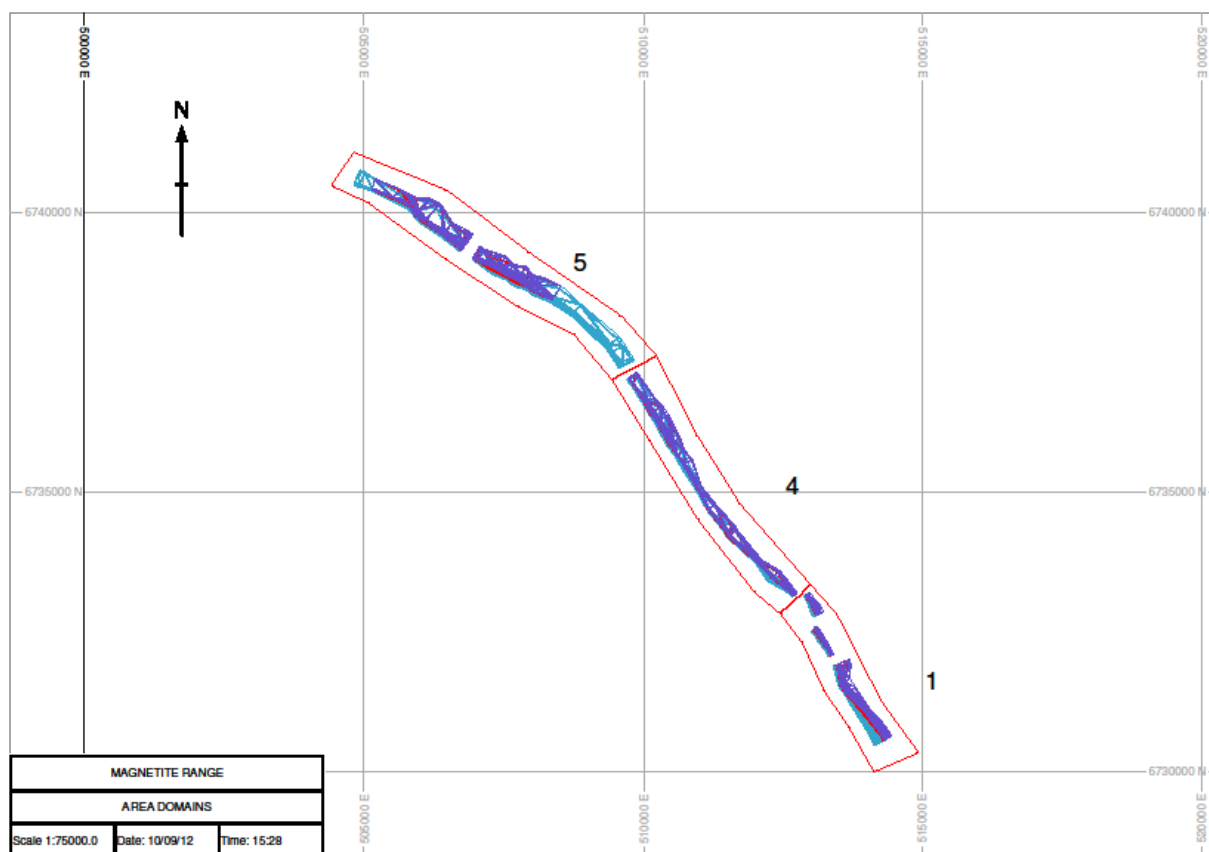 500000 E
505000 E
510000 E
515000 E
520000 E
N
6740000 N
6740000 N
5
6735000 N
4
6735000 N
1
6730000 N
MAGNETITE RANGE
AREA DOMAINS
Scale 1:75000.0 Date: 10/09/12 Time: 15:28
505000 E
510000 E
515000 E
520000 E